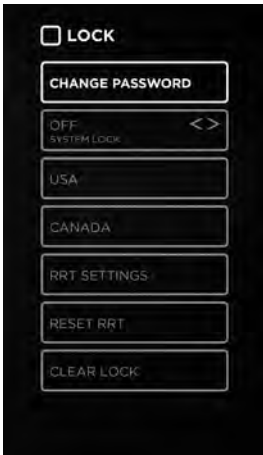 LOCK
CHANGE PASSWORD
OFF <>
SYSTEM LOCK
USA
CANADA
RRT SETTINGS
RESET RRT
CLEAR LOCK